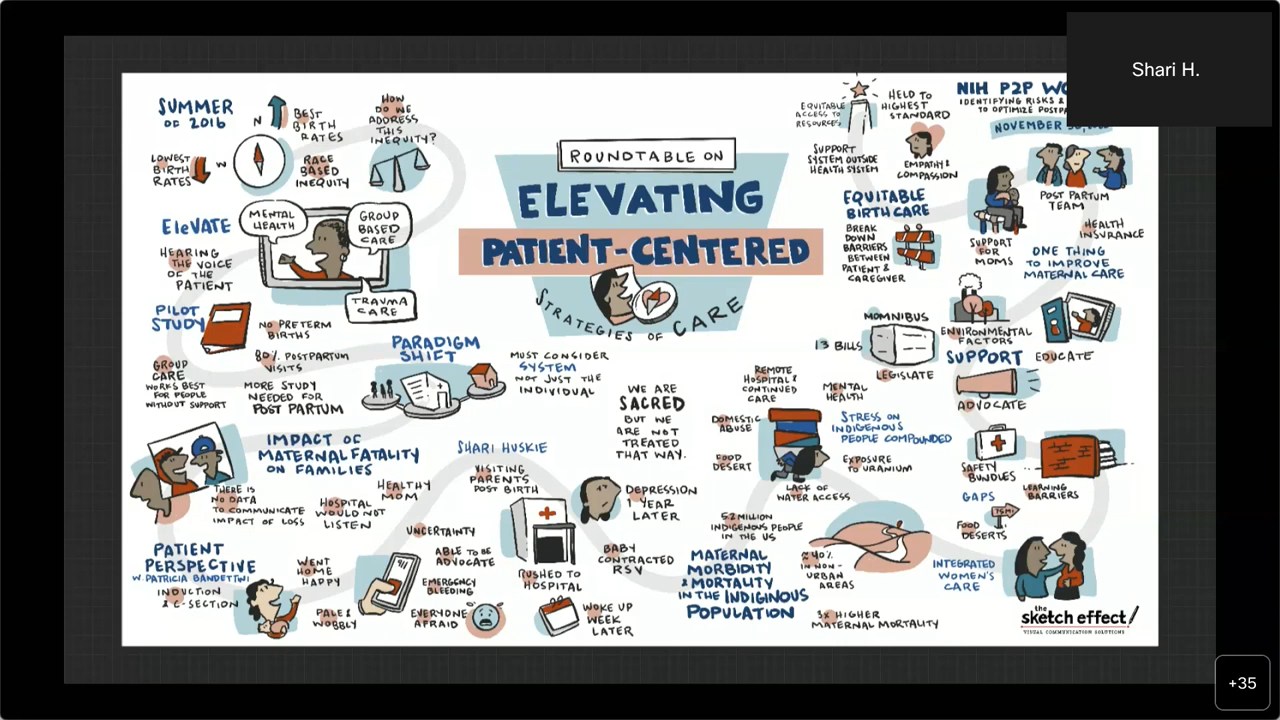 Shari H.
ROUNDTABLE ON
ELEVATING
PATIENT-CENTERED
STRATEGIES OF CARE
SUMMER
OF 2016
N
W
BEST
BIRTH
RATES
LOWEST
BIRTH
RATES
RACE
BASED
INEQUITY
HOW
DO WE
ADDRESS
THIS
INEQUITY?
EleVATE
HEARING
THE VOICE
OF THE
PATIENT
MENTAL
HEALTH
GROUP
BASED
CARE
TRAUMA
CARE
PILOT
STUDY
NO PRETERM
BIRTHS
80% POSTPARTUM
VISITS
GROUP
CARE
WORKS BEST
FOR PEOPLE
WITHOUT SUPPORT
MORE STUDY
NEEDED FOR
POST PARTUM
PARADIGM
SHIFT
MUST CONSIDER
SYSTEM
NOT JUST THE
INDIVIDUAL
IMPACT OF
MATERNAL FATALITY
ON FAMILIES
THERE IS
NO DATA
TO COMMUNICATE
IMPACT OF LOSS
HOSPITAL
WOULD NOT
LISTEN
HEALTHY
MOM
PATIENT
PERSPECTIVE
W. PATRICIA BANDETTINI
INDUCTION
& C-SECTION
WENT
HOME
HAPPY
PALE &
WOBBLY
911
UNCERTAINTY
ABLE TO BE
ADVOCATE
EMERGENCY
BLEEDING
EVERYONE
AFRAID
SHARI HUSKIE
VISITING
PARENTS
POST BIRTH
RUSHED TO
HOSPITAL
WOKE UP
WEEK
LATER
BABY
CONTRACTED
RSV
DEPRESSION
1 YEAR
LATER
WE ARE
SACRED
BUT WE
ARE NOT
TREATED
THAT WAY.
MATERNAL
MORBIDITY
& MORTALITY
IN THE INDIGINOUS
POPULATION
5.2 MILLION
INDIGENOUS PEOPLE
IN THE US
≈ 40%
IN NON-
URBAN
AREAS
3x HIGHER
MATERNAL MORTALITY
REMOTE
HOSPITAL &
CONTINUED
CARE
MENTAL
HEALTH
DOMESTIC
ABUSE
FOOD
DESERT
STRESS ON
INDIGENOUS
PEOPLE COMPOUNDED
EXPOSURE
TO URANIUM
LACK OF
WATER ACCESS
EQUITABLE
ACCESS TO
RESOURCES
HELD TO
HIGHEST
STANDARD
SUPPORT
SYSTEM OUTSIDE
HEALTH SYSTEM
EMPATHY &
COMPASSION
EQUITABLE
BIRTH CARE
BREAK
DOWN
BARRIERS
BETWEEN
PATIENT &
CAREGIVER
MOMNIBUS
13 BILLS
LEGISLATE
NIH P2P
IDENTIFYING RISKS &
TO OPTIMIZE
NOVEMBER
POST PARTUM
TEAM
SUPPORT
FOR
MOMS
HEALTH
INSURANCE
ONE THING
TO IMPROVE
MATERNAL CARE
ENVIRONMENTAL
FACTORS
EDUCATE
SUPPORT
ADVOCATE
SAFETY
BUNDLES
LEARNING
BARRIERS
GAPS
75MI
FOOD
DESERTS
INTEGRATED
WOMEN'S
CARE
the
sketch effect
VISUAL COMMUNICATION SOLUTIONS
+35